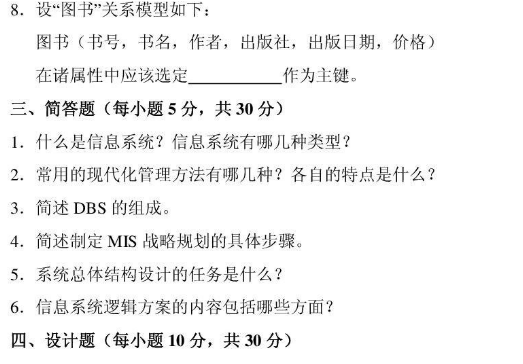 8．设“图书”关系模型如下：
图书（书号，书名，作者，出版社，出版日期，价格）
在诸属性中应该选定___________作为主键。
三、简答题（每小题 5 分，共 30 分）
1．什么是信息系统？信息系统有哪几种类型？
2．常用的现代化管理方法有哪几种？各自的特点是什么？
3．简述 DBS 的组成。
4．简述制定 MIS 战略规划的具体步骤。
5．系统总体结构设计的任务是什么？
6．信息系统逻辑方案的内容包括哪些方面？
四、设计题（每小题 10 分，共 30 分）